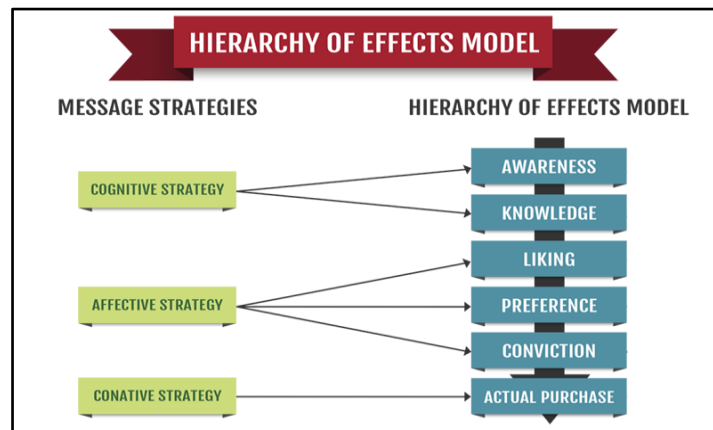 HIERARCHY OF EFFECTS MODEL
MESSAGE STRATEGIES
HIERARCHY OF EFFECTS MODEL
COGNITIVE STRATEGY
AWARENESS
KNOWLEDGE
LIKING
AFFECTIVE STRATEGY
PREFERENCE
CONVICTION
CONATIVE STRATEGY
ACTUAL PURCHASE